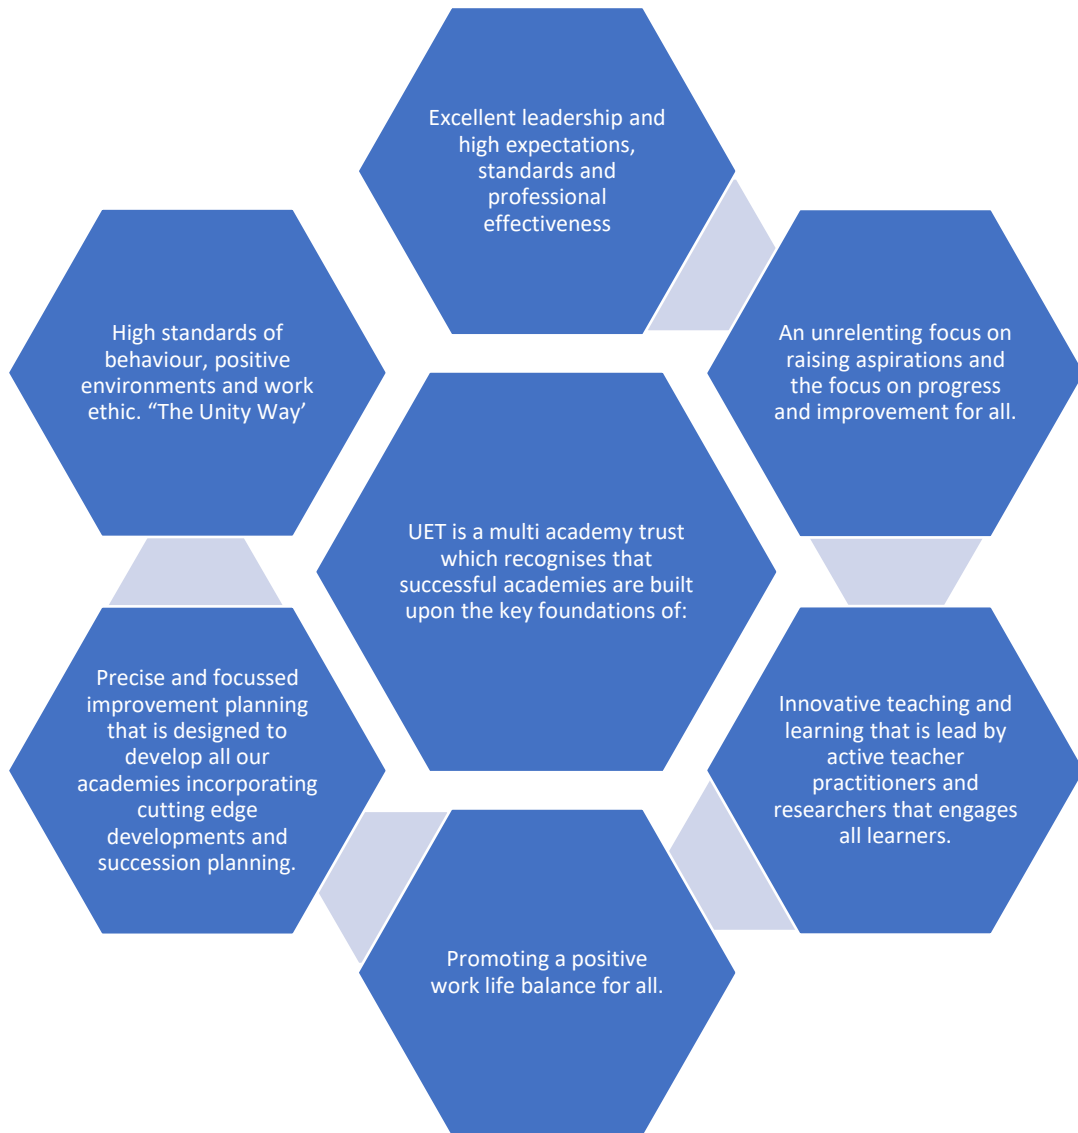 Excellent leadership and
high expectations,
standards and
professional
effectiveness
An unrelenting focus on
raising aspirations and
the focus on progress
and improvement for all.
Innovative teaching and
learning that is lead by
active teacher
practitioners and
researchers that engages
all learners.
Promoting a positive
work life balance for all.
Precise and focussed
improvement planning
that is designed to
develop all our
academies incorporating
cutting edge
developments and
succession planning.
High standards of
behaviour, positive
environments and work
ethic. “The Unity Way’
UET is a multi academy trust
which recognises that
successful academies are built
upon the key foundations of: